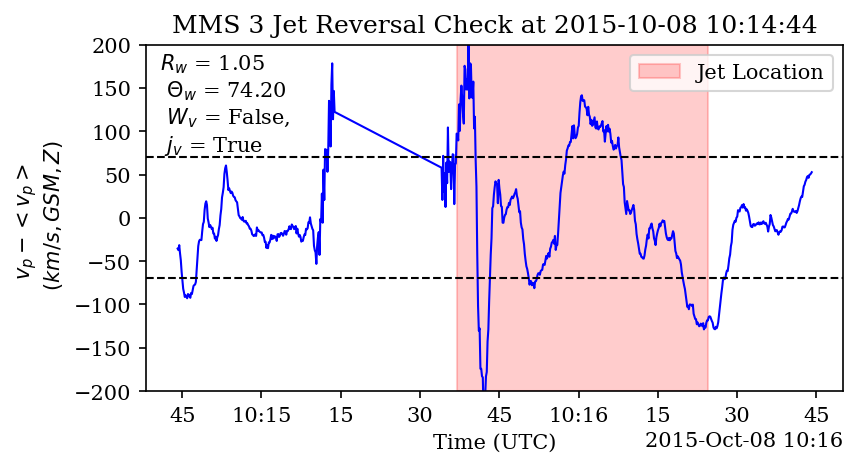 MMS 3 Jet Reversal Check at 2015-10-08 10:14:44
R_w = 1.05
Θ_w = 74.20
W_v = False,
j_v = True
Jet Location
v_p − < v_p >
(km/s, GSM, Z)
200
150
100
50
0
−50
−100
−150
−200
45 10:15 15 30 45 10:16 15 30 45
Time (UTC)
2015-Oct-08 10:16